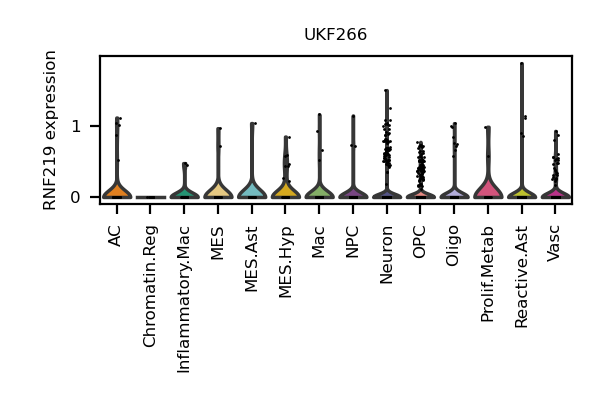 UKF266
RNF219 expression
1
0
AC
Chromatin.Reg
Inflammatory.Mac
MES
MES.Ast
MES.Hyp
Mac
NPC
Neuron
OPC
Oligo
Prolif.Metab
Reactive.Ast
Vasc